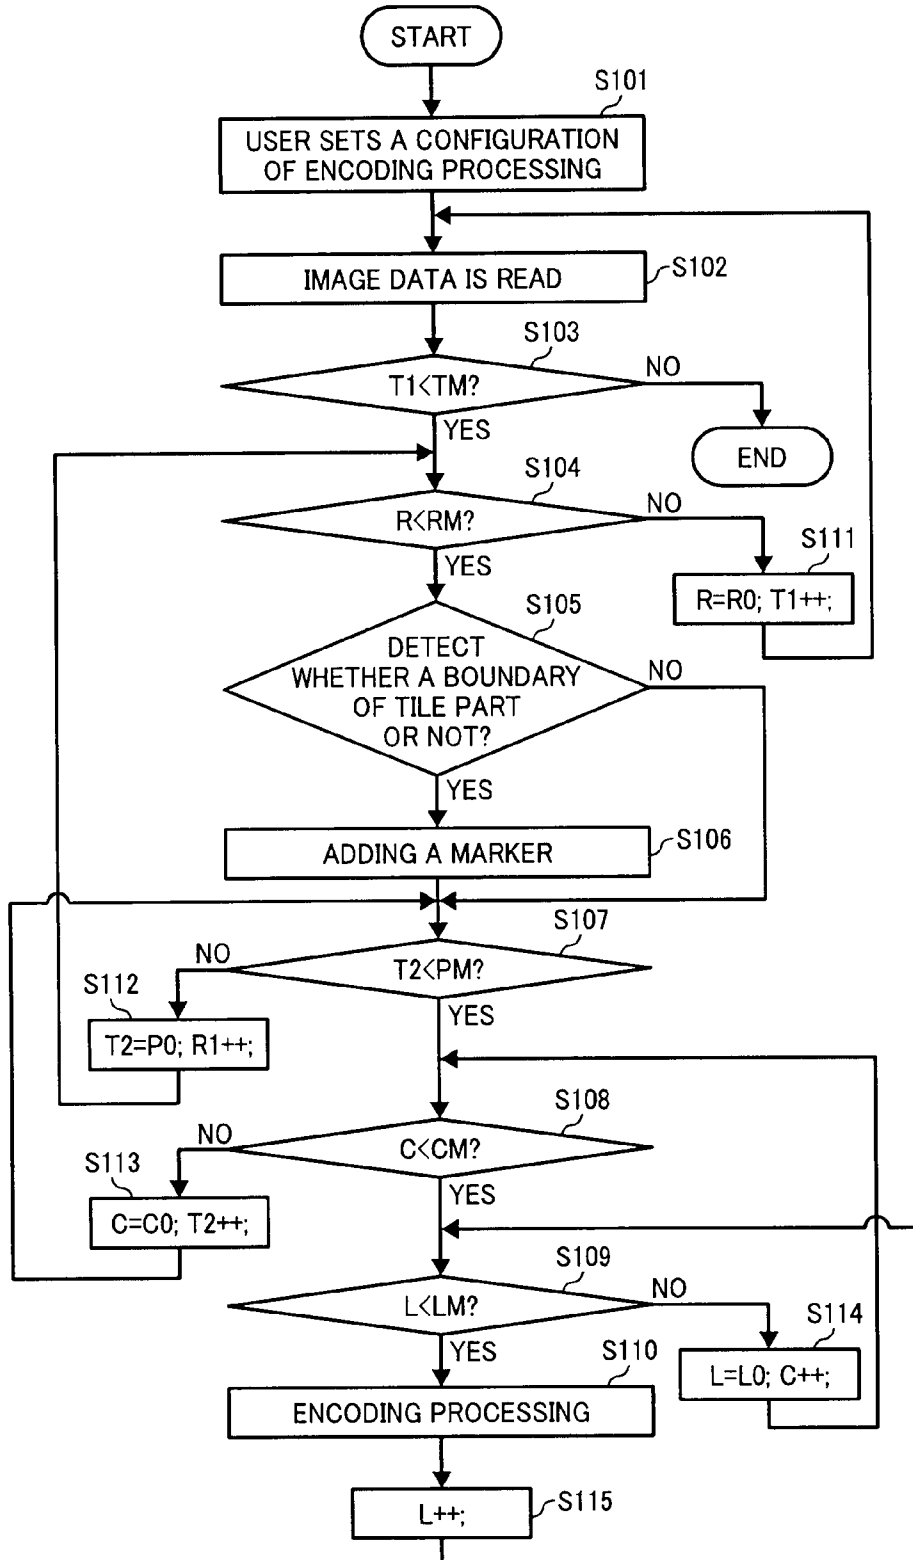 START
S101
USER SETS A CONFIGURATION
OF ENCODING PROCESSING
IMAGE DATA IS READ
S102
S103
T1<TM?
NO
YES
END
S104
R<RM?
NO
YES
S111
R=R0; T1++;
S105
DETECT
WHETHER A BOUNDARY
OF TILE PART
OR NOT?
NO
YES
ADDING A MARKER
S106
S107
T2<PM?
NO
YES
S112
T2=P0; R1++;
S108
C<CM?
NO
YES
S113
C=C0; T2++;
S109
L<LM?
NO
YES
S114
L=L0; C++;
S110
ENCODING PROCESSING
L++;
S115